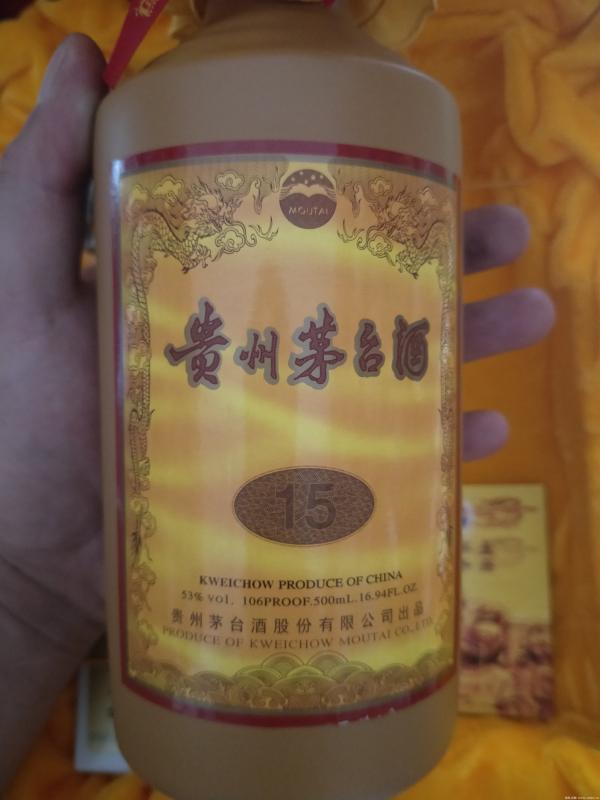 MOUTAI
贵州茅台酒
15
KWEICHOW PRODUCE OF CHINA
53% vol. 106PROOF.500mL.16.94FL.OZ
贵州茅台酒股份有限公司出品
PRODUCE OF KWEICHOW MOUTAI CO.,LTD.